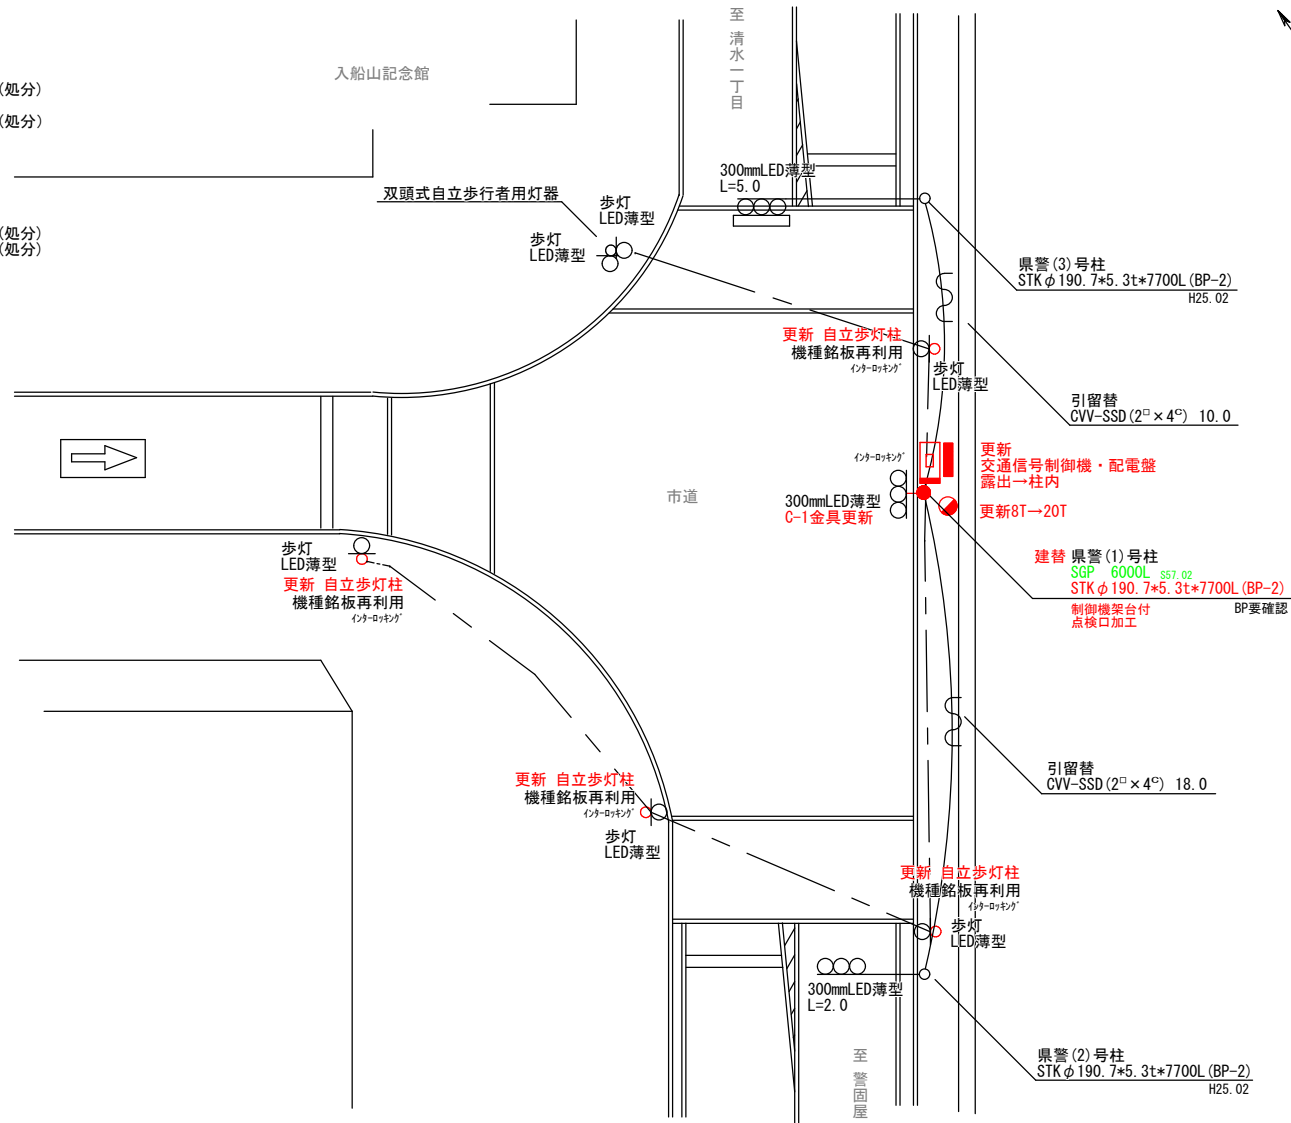 (処分)
(処分)
(処分)
(処分)
入船山記念館
至 清水一丁目
双頭式自立歩行者用灯器
歩灯
LED薄型
歩灯
LED薄型
300mmLED薄型
L=5.0
県警(3)号柱
STKφ190.7*5.3t*7700L(BP-2)
H25.02
更新 自立歩灯柱
機種銘板再利用
ｲﾝﾀｰﾛｯｷﾝｸﾞ
歩灯
LED薄型
引留替
CVV-SSD(2□×4C) 10.0
ｲﾝﾀｰﾛｯｷﾝｸﾞ
更新
交通信号制御機・配電盤
露出→柱内
市道
300mmLED薄型
C-1金具更新
更新8T→20T
建替 県警(1)号柱
SGP 6000L S57.02
STKφ190.7*5.3t*7700L(BP-2)
制御機架台付 BP要確認
点検口加工
歩灯
LED薄型
更新 自立歩灯柱
機種銘板再利用
ｲﾝﾀｰﾛｯｷﾝｸﾞ
引留替
CVV-SSD(2□×4C) 18.0
更新 自立歩灯柱
機種銘板再利用
ｲﾝﾀｰﾛｯｷﾝｸﾞ
歩灯
LED薄型
更新 自立歩灯柱
機種銘板再利用
ｲﾝﾀｰﾛｯｷﾝｸﾞ
歩灯
LED薄型
300mmLED薄型
L=2.0
至 警固屋
県警(2)号柱
STKφ190.7*5.3t*7700L(BP-2)
H25.02